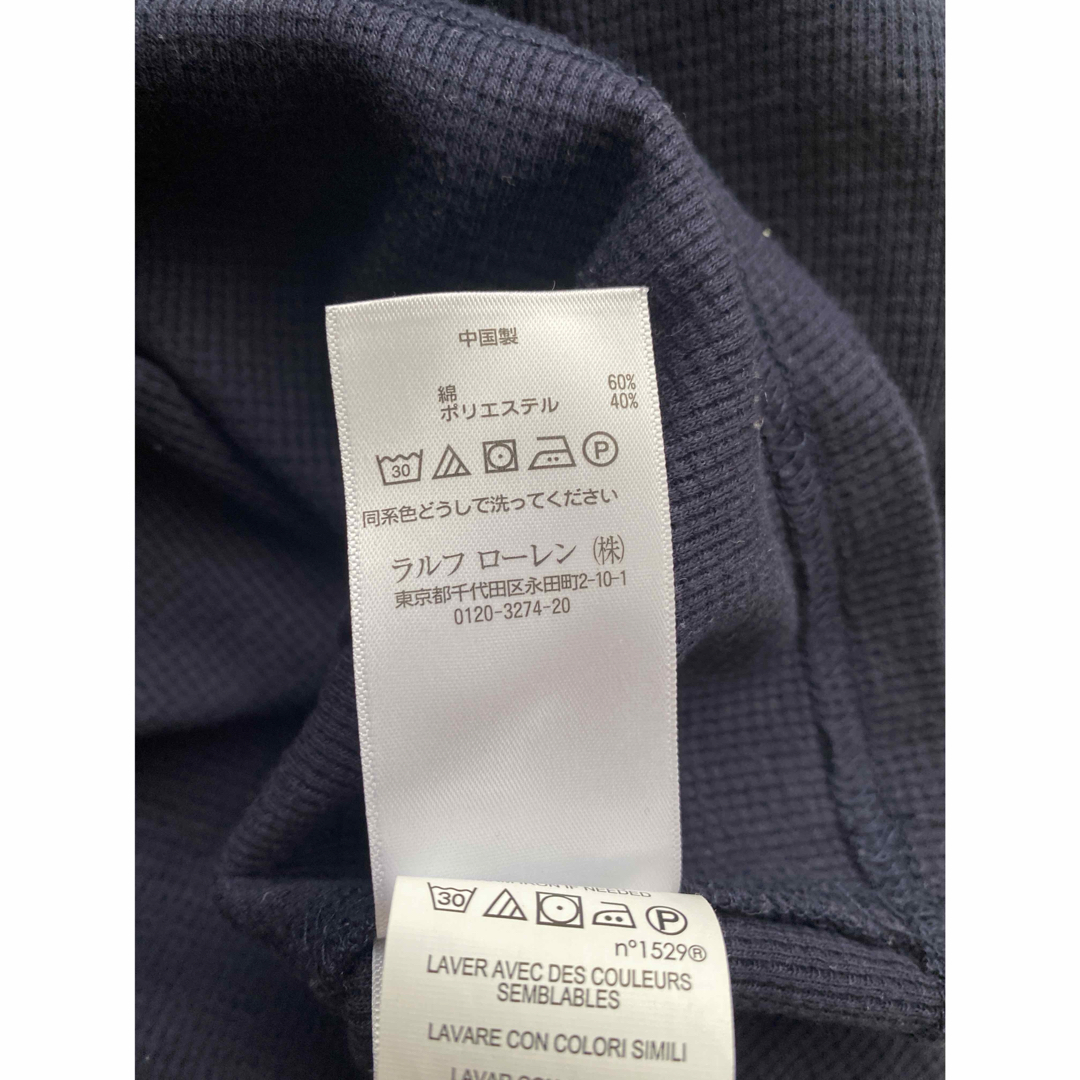 中国製
綿 60%
ポリエステル 40%
30 P
同系色どうしで洗ってください
ラルフ ローレン (株)
東京都千代田区永田町2-10-1
0120-3274-20
IF NEEDED
30 P
n°1529®
LAVER AVEC DES COULEURS
SEMBLABLES
LAVARE CON COLORI SIMILI
LAVAR